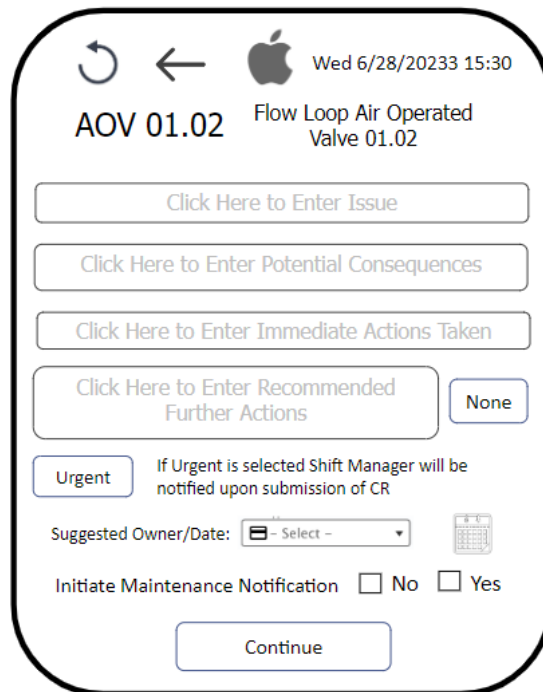 Wed 6/28/20233 15:30
AOV 01.02
Flow Loop Air Operated
Valve 01.02
Click Here to Enter Issue
Click Here to Enter Potential Consequences
Click Here to Enter Immediate Actions Taken
Click Here to Enter Recommended
Further Actions
None
Urgent
If Urgent is selected Shift Manager will be
notified upon submission of CR
Suggested Owner/Date:
– Select –
Initiate Maintenance Notification
No
Yes
Continue